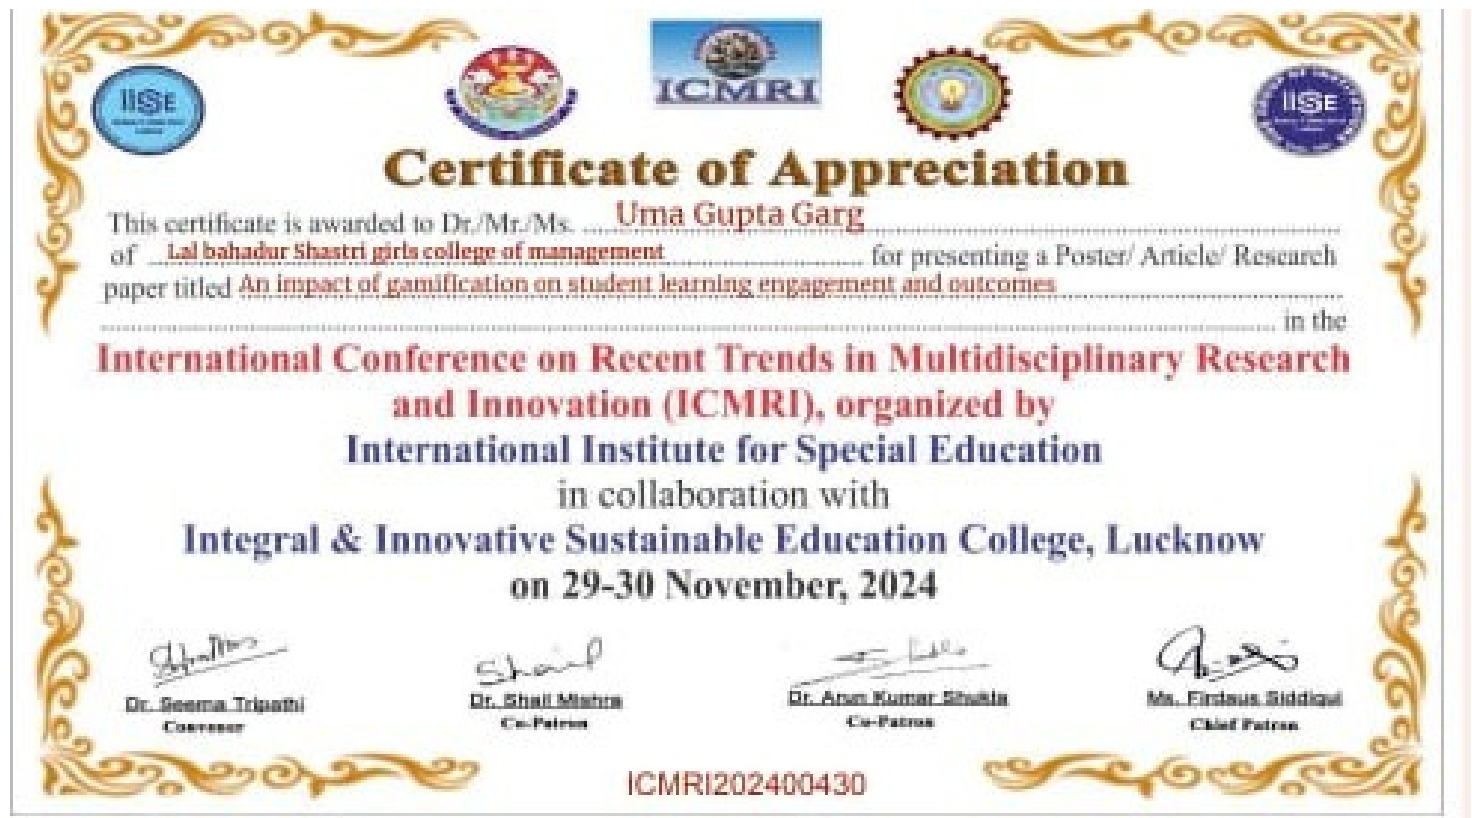 IISE
ICMRI
IISE
Certificate of Appreciation
This certificate is awarded to Dr./Mr./Ms. Uma Gupta Garg
of Lal bahadur Shastri girls college of management for presenting a Poster/ Article/ Research
paper titled An impact of gamification on student learning engagement and outcomes
in the
International Conference on Recent Trends in Multidisciplinary Research
and Innovation (ICMRI), organized by
International Institute for Special Education
in collaboration with
Integral & Innovative Sustainable Education College, Lucknow
on 29-30 November, 2024
Dr. Seema Tripathi
Convenor
Dr. Shail Mishra
Co-Patron
Dr. Arun Kumar Shukla
Co-Patron
Ms. Firdaus Siddiqui
Chief Patron
ICMRI202400430